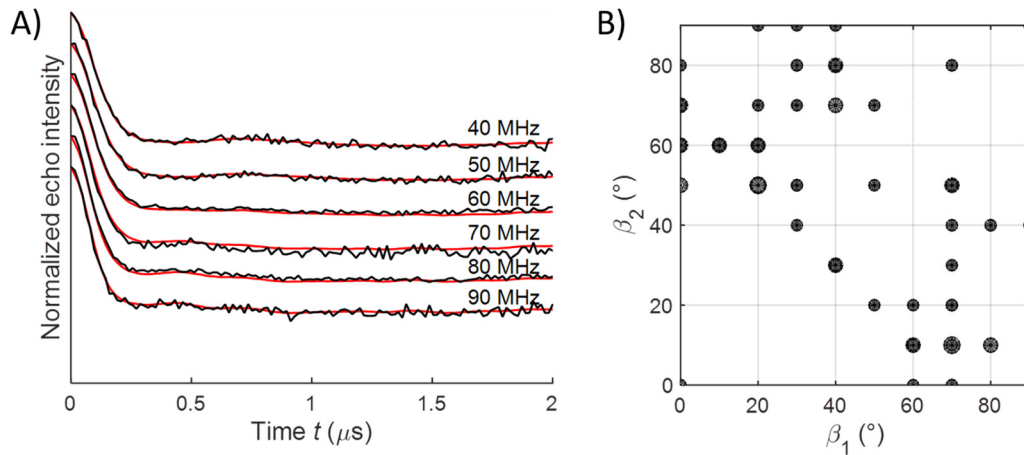 A)
Normalized echo intensity
40 MHz
50 MHz
60 MHz
70 MHz
80 MHz
90 MHz
0 0.5 1 1.5 2
Time t (μs)
B)
80
60
40
20
0
β2 (°)
0 20 40 60 80
β1 (°)